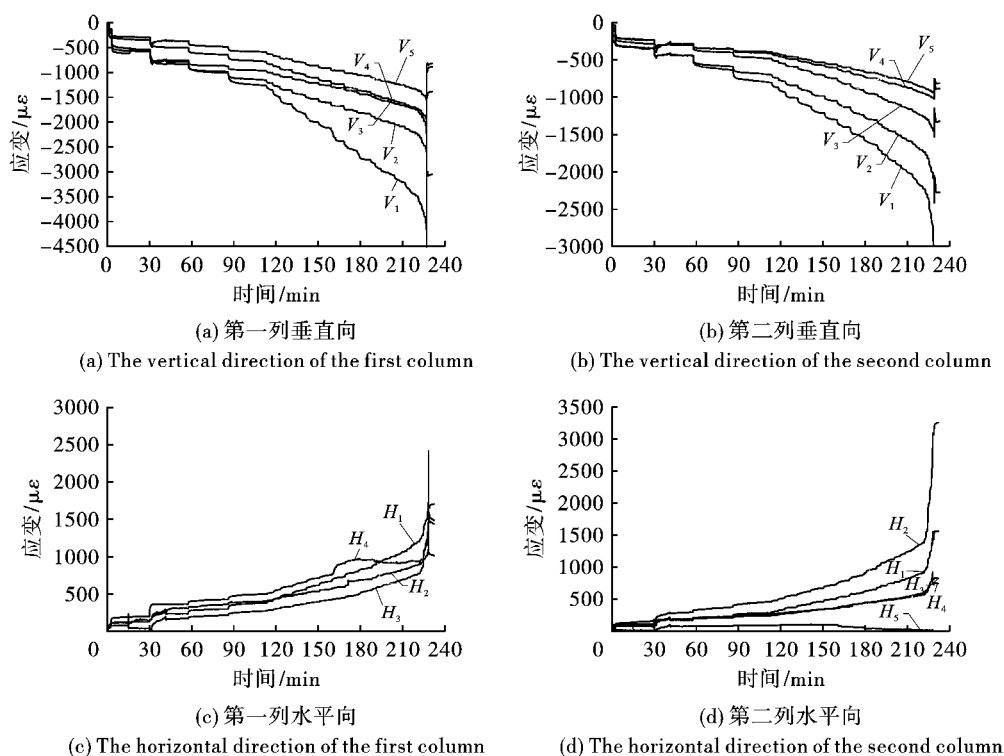 0
−500
−1000
−1500
−2000
−2500
−3000
−3500
−4000
−4500
应变/με
V5
V4
V3
V2
V1
0 30 60 90 120 150 180 210 240
时间/min
(a) 第一列垂直向
(a) The vertical direction of the first column
0
−500
−1000
−1500
−2000
−2500
−3000
应变/με
V5
V4
V3
V2
V1
0 30 60 90 120 150 180 210 240
时间/min
(b) 第二列垂直向
(b) The vertical direction of the second column
3000
2500
2000
1500
1000
500
应变/με
H1
H4
H2
H3
0 30 60 90 120 150 180 210 240
时间/min
(c) 第一列水平向
(c) The horizontal direction of the first column
3500
3000
2500
2000
1500
1000
500
应变/με
H2
H1
H3
H4
H5
0 30 60 90 120 150 180 210 240
时间/min
(d) 第二列水平向
(d) The horizontal direction of the second column